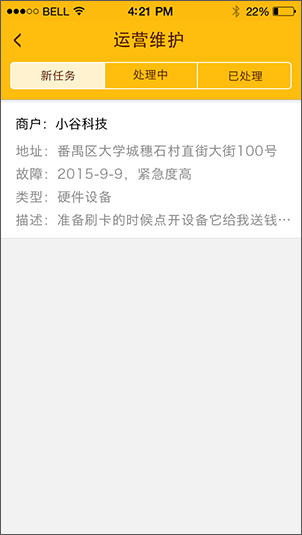 BELL 4:21 PM 22%
运营维护
新任务 处理中 已处理
商户：小谷科技
地址：番禺区大学城穗石村直街大街100号
故障：2015-9-9，紧急度高
类型：硬件设备
描述：准备刷卡的时候点开设备它给我送钱…